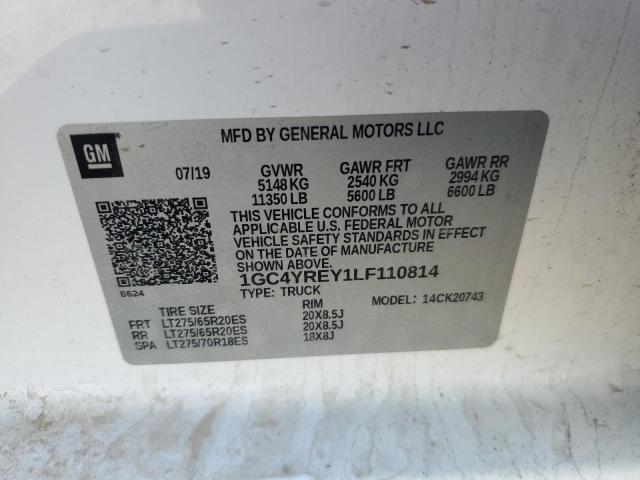 GM
MFD BY GENERAL MOTORS LLC
07/19 GVWR GAWR FRT GAWR RR
5148 KG 2540 KG 2994 KG
11350 LB 5600 LB 6600 LB
THIS VEHICLE CONFORMS TO ALL
APPLICABLE U.S. FEDERAL MOTOR
VEHICLE SAFETY STANDARDS IN EFFECT
ON THE DATE OF MANUFACTURE
SHOWN ABOVE.
6624
1GC4YREY1LF110814
TYPE: TRUCK MODEL: 14CK20743
TIRE SIZE RIM
FRT LT275/65R20ES 20X8.5J
RR LT275/65R20ES 20X8.5J
SPA LT275/70R18ES 18X8J